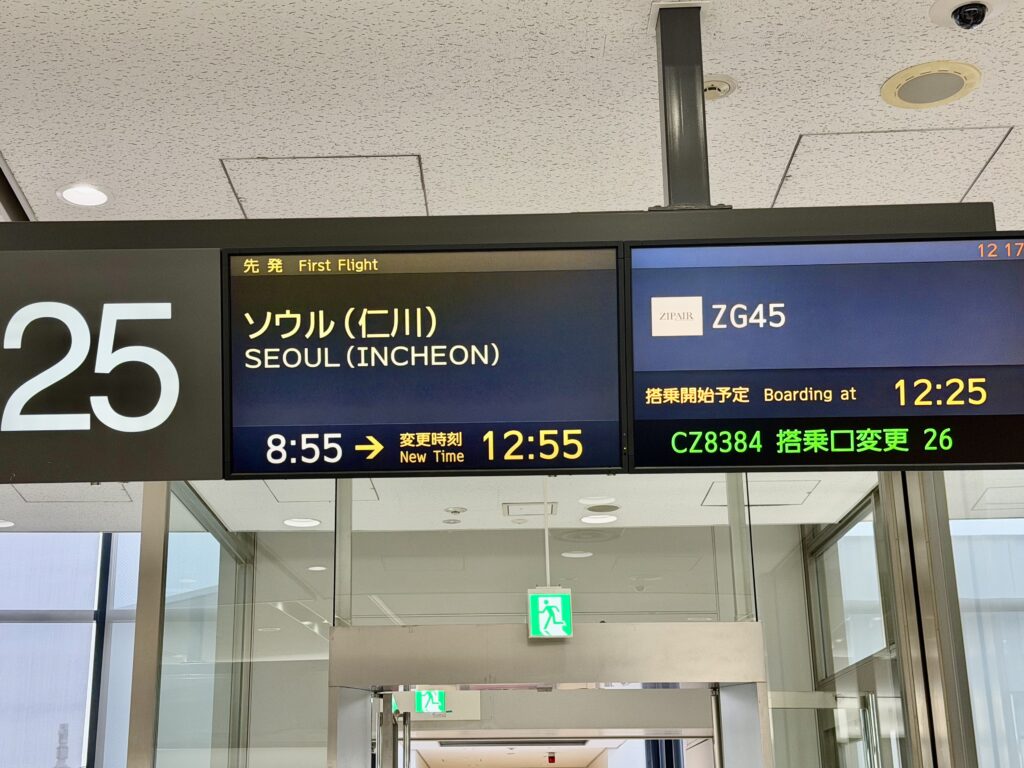 25
先発 First Flight
ソウル(仁川)
SEOUL(INCHEON)
8:55 → 変更時刻 New Time 12:55
12 17
ZIPAIR ZG45
搭乗開始予定 Boarding at 12:25
CZ8384 搭乗口変更 26